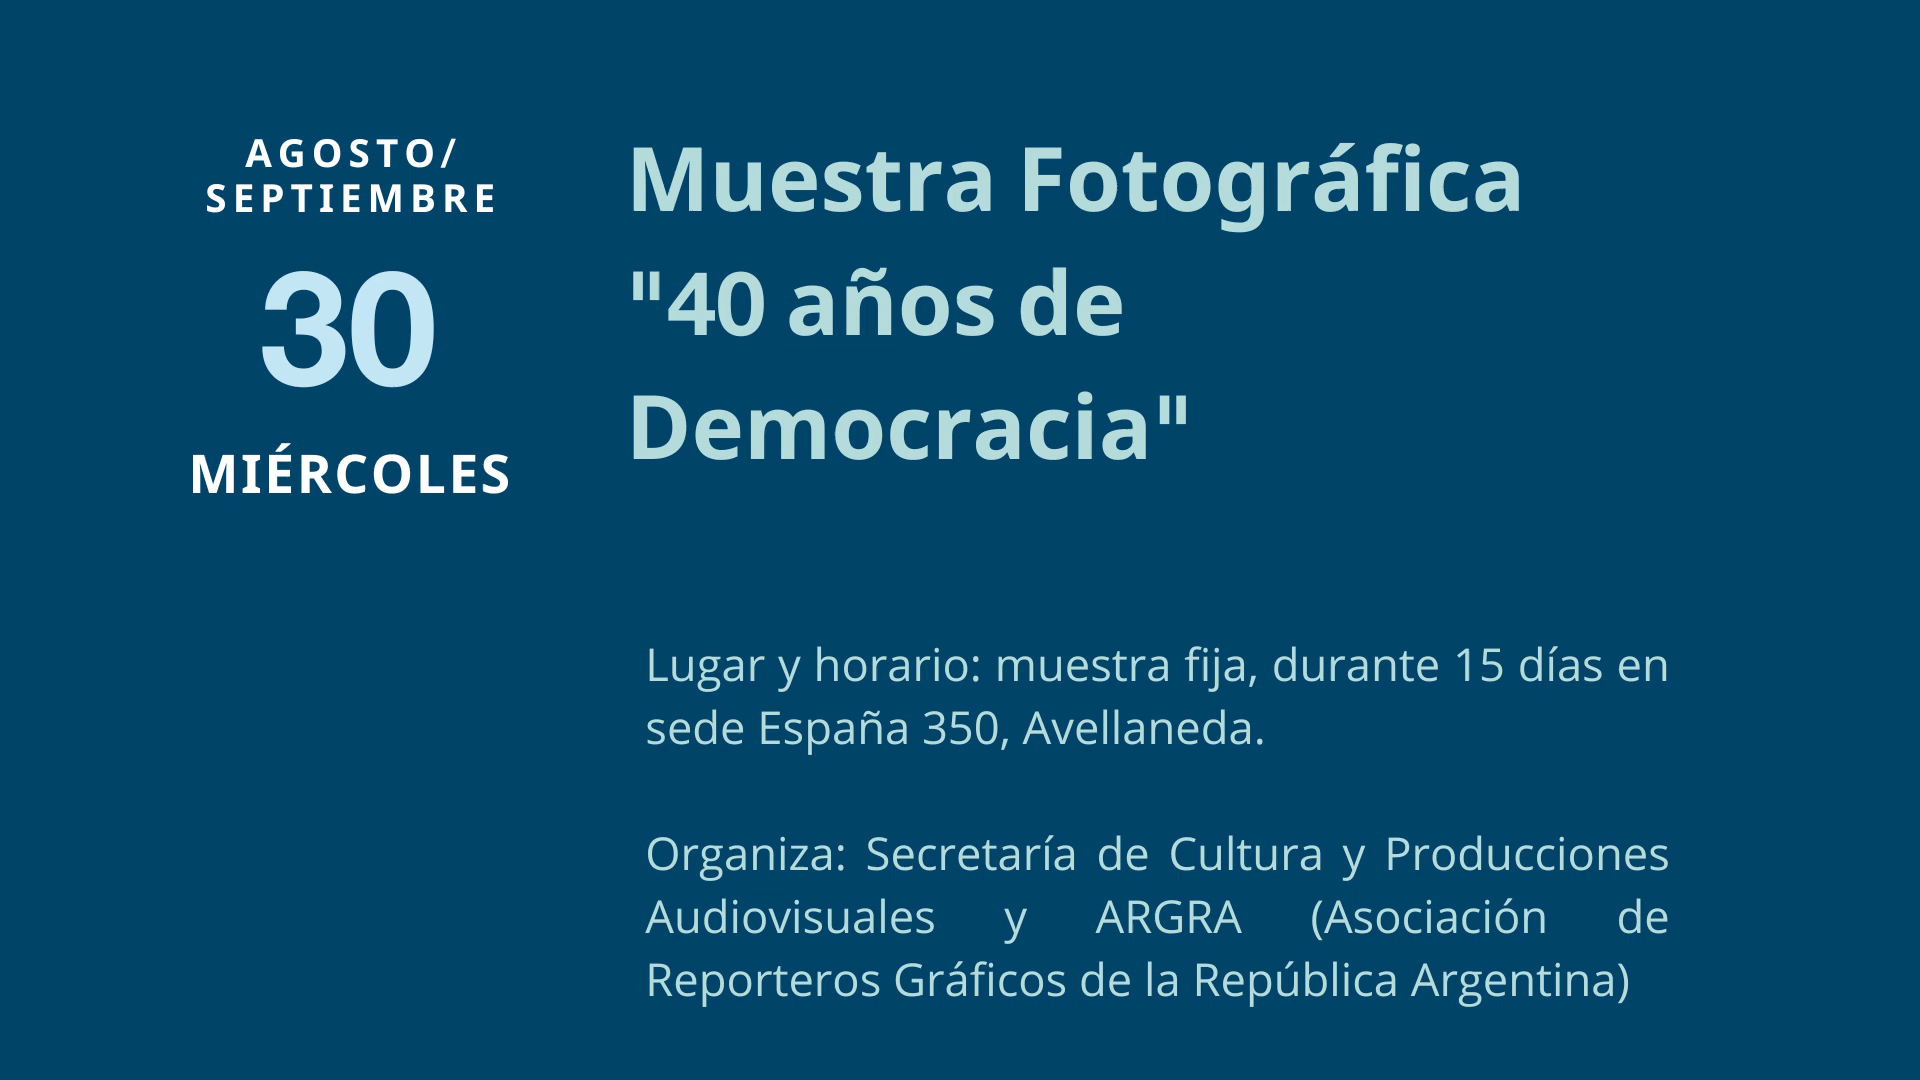 AGOSTO/
SEPTIEMBRE
30
MIÉRCOLES
Muestra Fotográfica
"40 años de
Democracia"
Lugar y horario: muestra fija, durante 15 días en
sede España 350, Avellaneda.
Organiza: Secretaría de Cultura y Producciones
Audiovisuales y ARGRA (Asociación de
Reporteros Gráficos de la República Argentina)